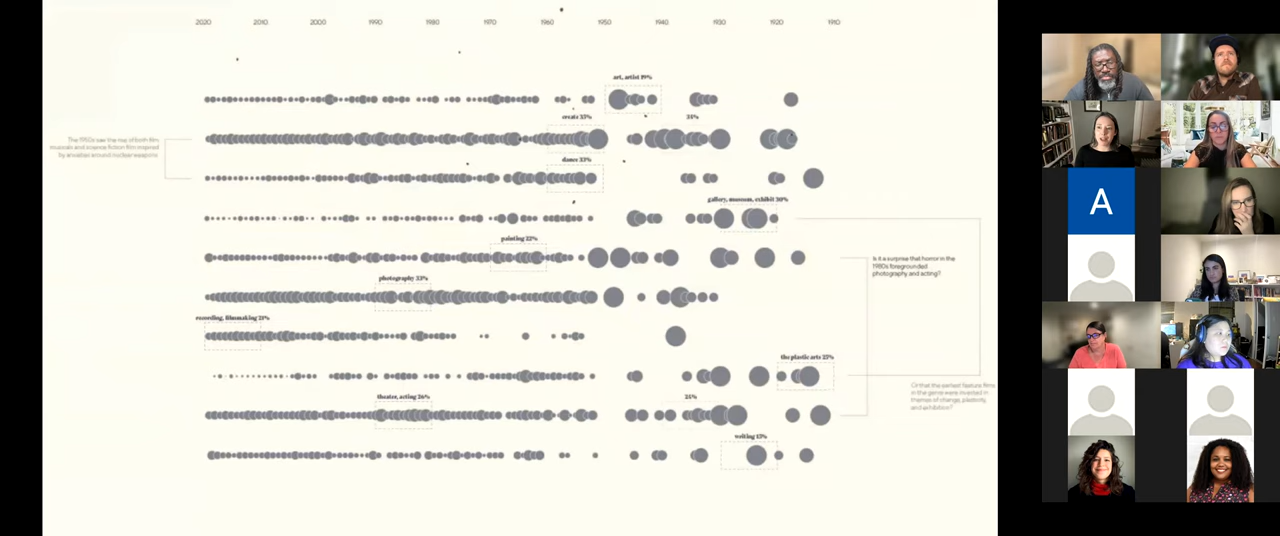 2020 2010 2000 1990 1980 1970 1960 1950 1940 1930 1920 1910
art, artist 19%
create 37%
31%
The 1950s saw the rise of both film
musicals and science fiction film inspired
by anxieties around nuclear weapons
dance 33%
gallery, museum, exhibit 30%
painting 22%
Is it a surprise that horror in the
1980s foregrounded
photography and acting?
photography 33%
recording, filmmaking 21%
the plastic arts 25%
Or that the earliest feature films
in the genre were invested in
themes of change, plasticity,
and exhibition?
theater, acting 26%
24%
writing 13%
A